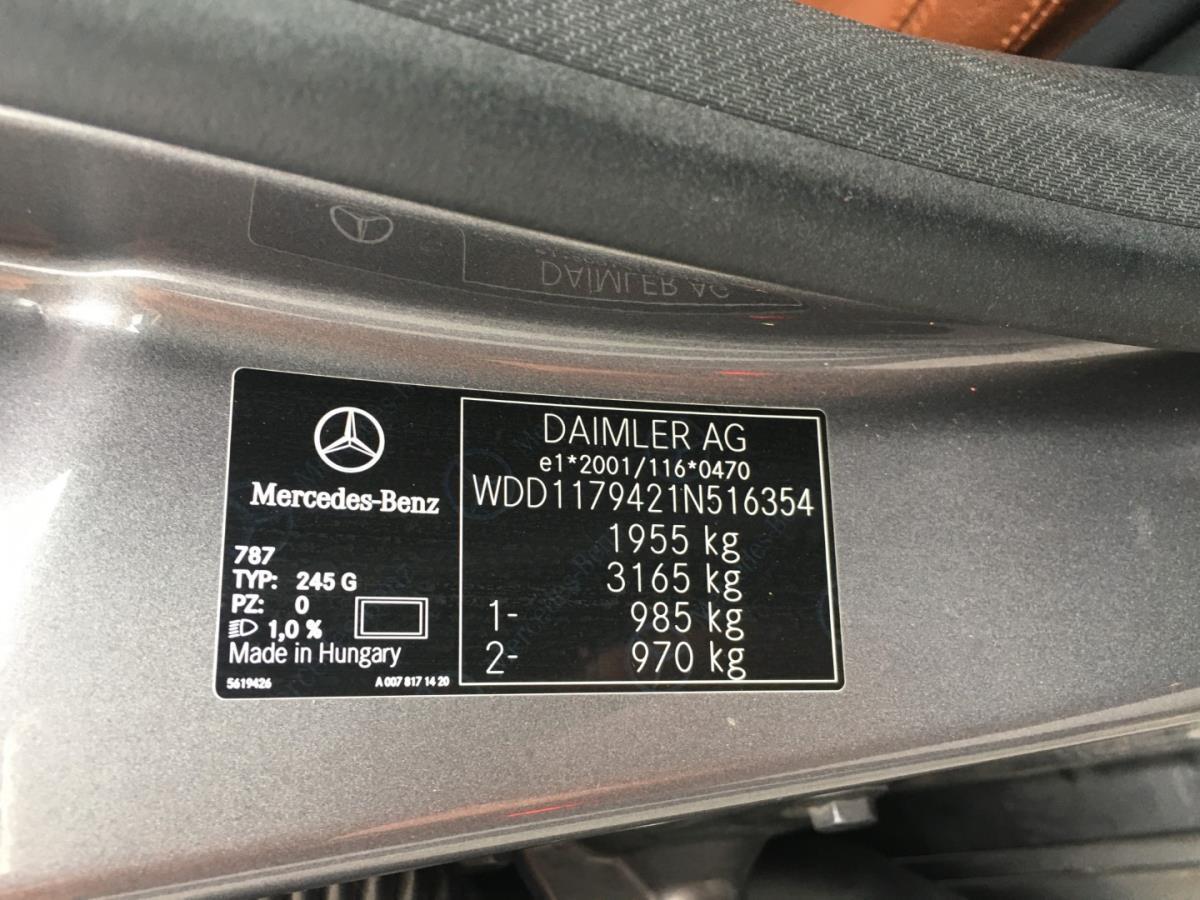 Mercedes-Benz
787
TYP: 245 G
PZ: 0
1,0 %
Made in Hungary
5619426 A 007 817 14 20
DAIMLER AG
e1*2001/116*0470
WDD1179421N516354
1955 kg
3165 kg
1- 985 kg
2- 970 kg
DAIMLER AG